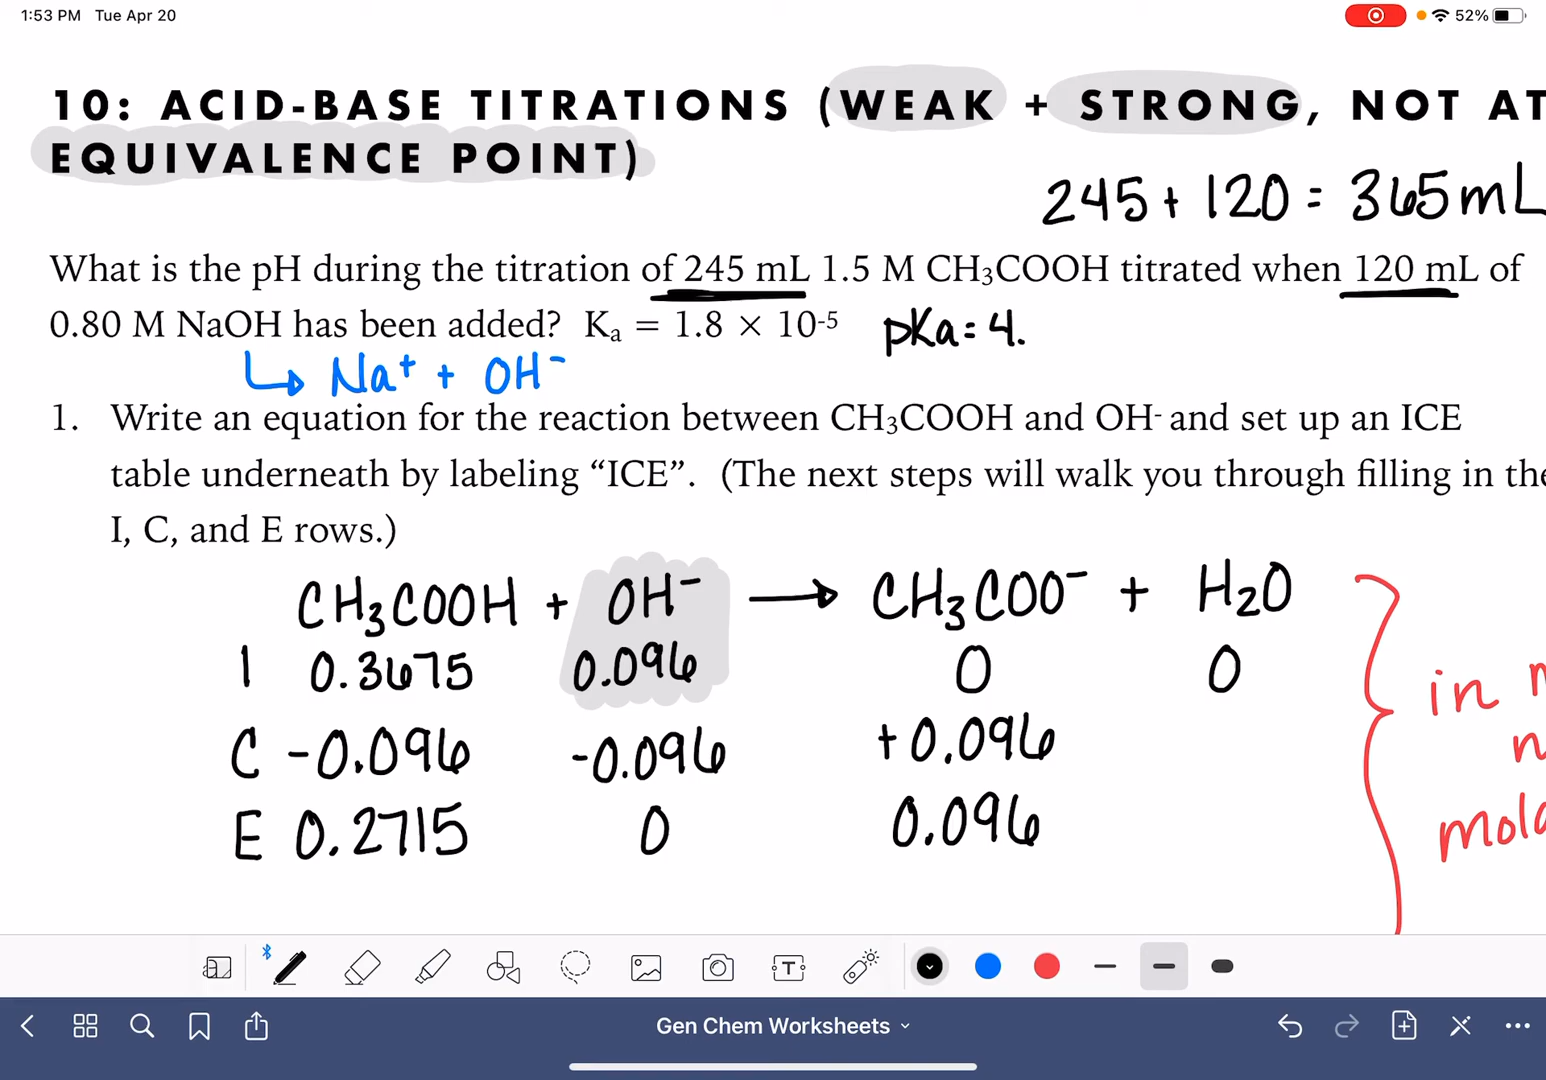 1:53 PM Tue Apr 20
52%
10: ACID-BASE TITRATIONS (WEAK + STRONG, NOT AT
EQUIVALENCE POINT)
245 + 120 = 365 mL
What is the pH during the titration of 245 mL 1.5 M CH₃COOH titrated when 120 mL of
0.80 M NaOH has been added? Kₐ = 1.8 × 10⁻⁵ pKa = 4.
↳ Na⁺ + OH⁻
1. Write an equation for the reaction between CH₃COOH and OH⁻ and set up an ICE
table underneath by labeling “ICE”. (The next steps will walk you through filling in the
I, C, and E rows.)
CH₃COOH + OH⁻ → CH₃COO⁻ + H₂O
I 0.3675 0.096 0 0
C -0.096 -0.096 +0.096
E 0.2715 0 0.096
in
Gen Chem Worksheets